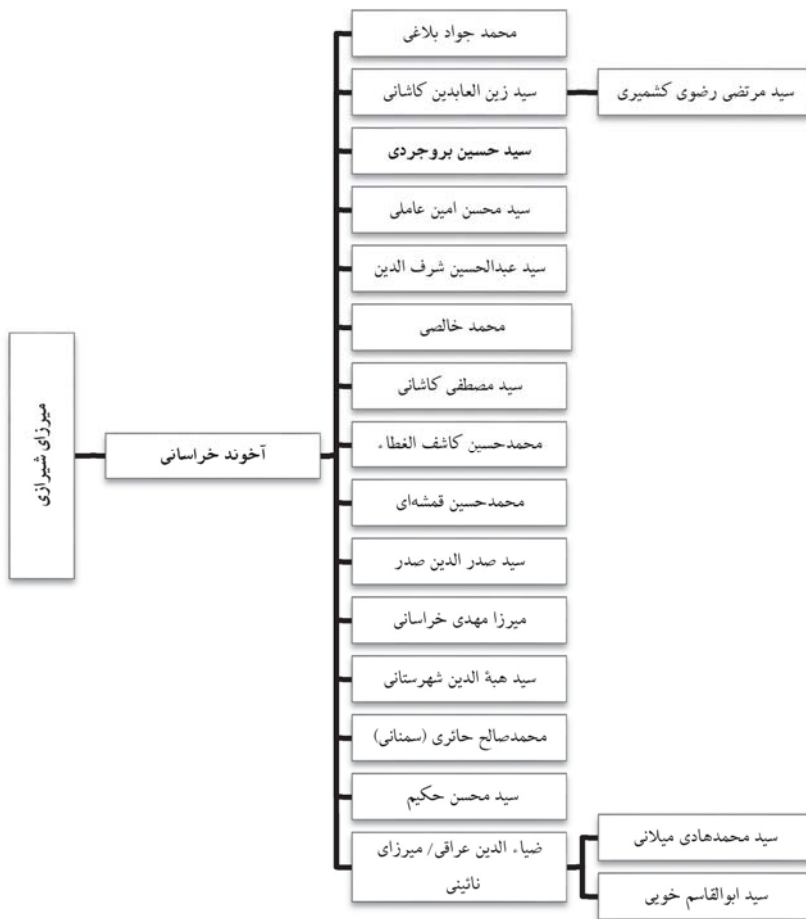 میرزای شیرازی
آخوند خراسانی
محمد جواد بلاغی
سید زین العابدین کاشانی
سید مرتضی رضوی کشمیری
سید حسین بروجردی
سید محسن امین عاملی
سید عبدالحسین شرف الدین
محمد خالصی
سید مصطفی کاشانی
محمدحسین کاشف الغطاء
محمدحسین قمشه‌ای
سید صدر الدین صدر
میرزا مهدی خراسانی
سید هبة الدین شهرستانی
محمدصالح حائری (سمنانی)
سید محسن حکیم
ضیاء الدین عراقی/ میرزای
نائینی
سید محمدهادی میلانی
سید ابوالقاسم خویی